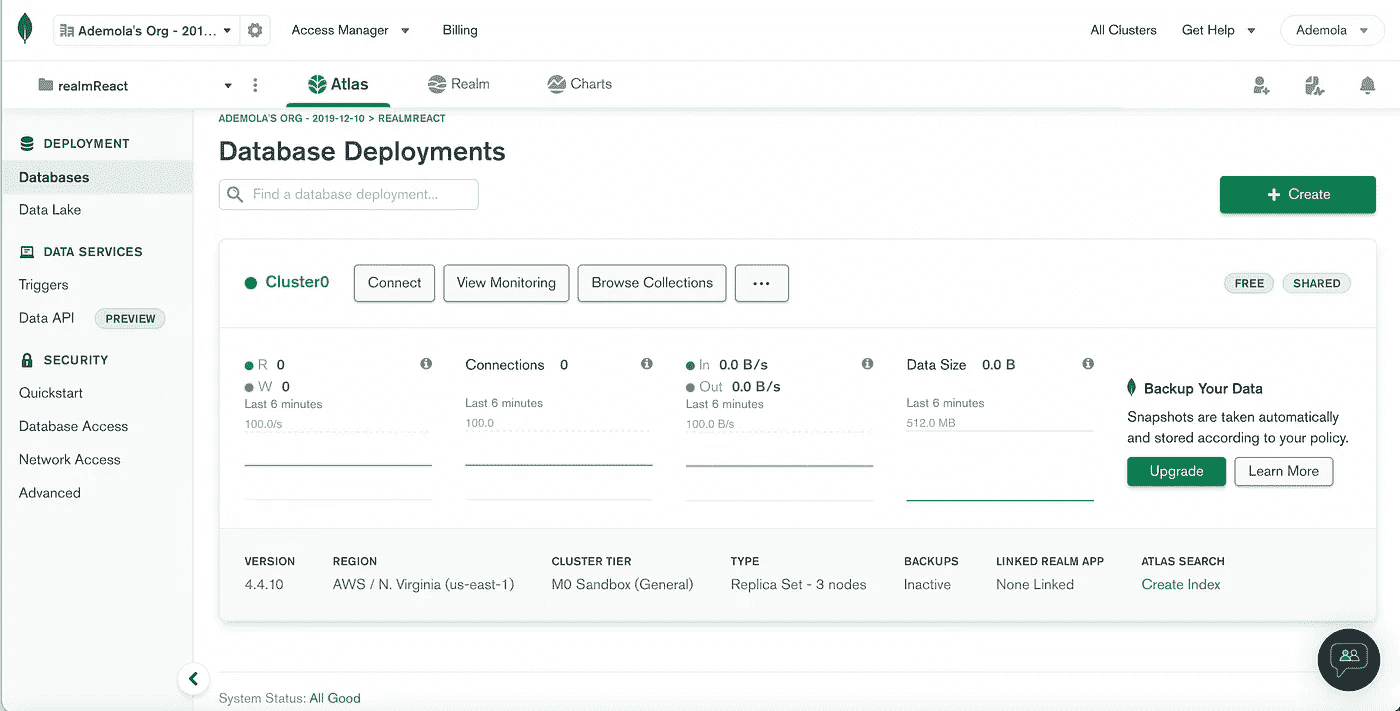 Ademola's Org - 201...
Access Manager
Billing
All Clusters
Get Help
Ademola
realmReact
Atlas
Realm
Charts
DEPLOYMENT
Databases
Data Lake
DATA SERVICES
Triggers
Data API PREVIEW
SECURITY
Quickstart
Database Access
Network Access
Advanced
ADEMOLA'S ORG - 2019-12-10 > REALMREACT
Database Deployments
Find a database deployment...
+ Create
Cluster0
Connect
View Monitoring
Browse Collections
...
FREE
SHARED
R 0
W 0
Last 6 minutes
100.0/s
Connections 0
Last 6 minutes
100.0
In 0.0 B/s
Out 0.0 B/s
Last 6 minutes
100.0 B/s
Data Size 0.0 B
Last 6 minutes
512.0 MB
Backup Your Data
Snapshots are taken automatically
and stored according to your policy.
Upgrade
Learn More
VERSION
4.4.10
REGION
AWS / N. Virginia (us-east-1)
CLUSTER TIER
M0 Sandbox (General)
TYPE
Replica Set - 3 nodes
BACKUPS
Inactive
LINKED REALM APP
None Linked
ATLAS SEARCH
Create Index
System Status: All Good